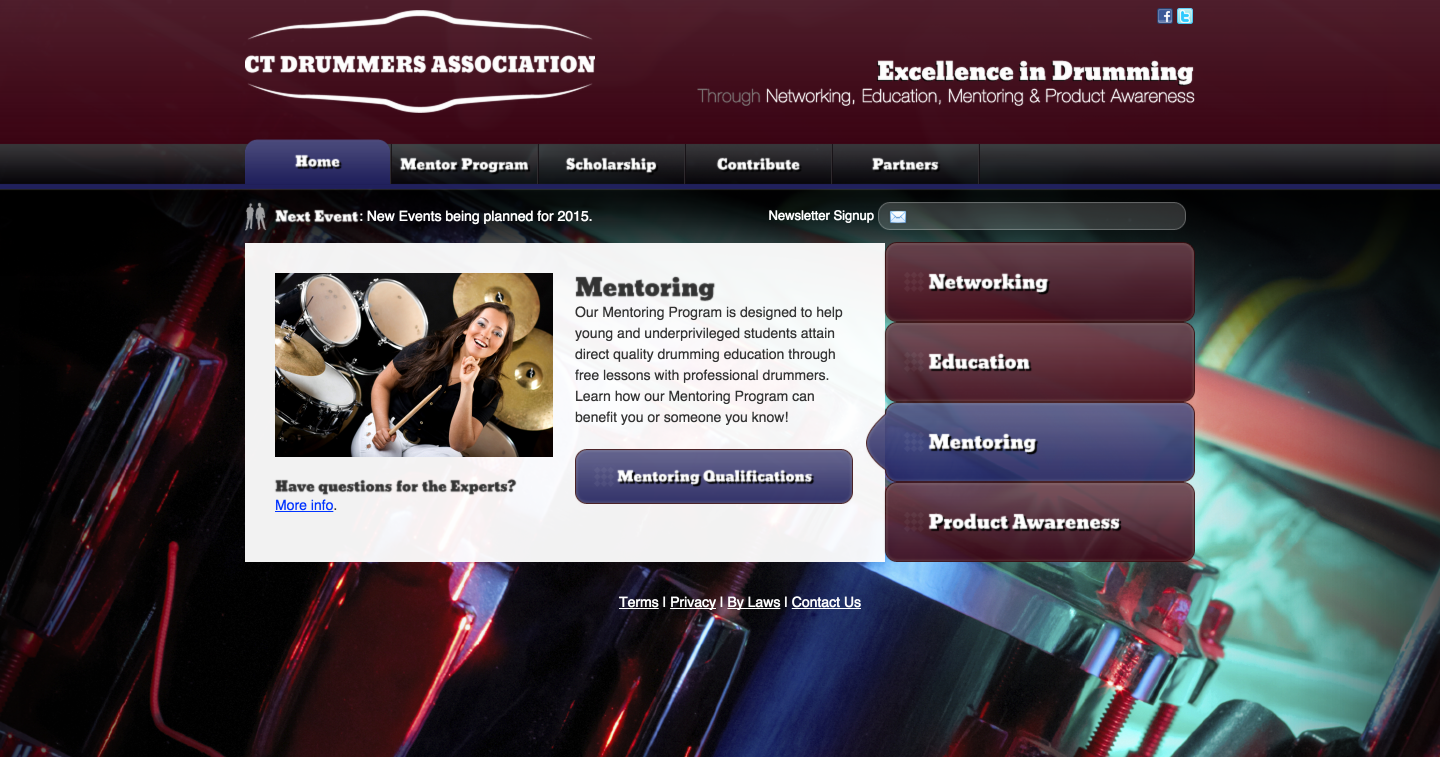 CT DRUMMERS ASSOCIATION
Excellence in Drumming
Through Networking, Education, Mentoring & Product Awareness
Home
Mentor Program
Scholarship
Contribute
Partners
Next Event: New Events being planned for 2015.
Newsletter Signup
Mentoring
Our Mentoring Program is designed to help
young and underprivileged students attain
direct quality drumming education through
free lessons with professional drummers.
Learn how our Mentoring Program can
benefit you or someone you know!
Mentoring Qualifications
Have questions for the Experts?
More info.
Networking
Education
Mentoring
Product Awareness
Terms | Privacy | By Laws | Contact Us